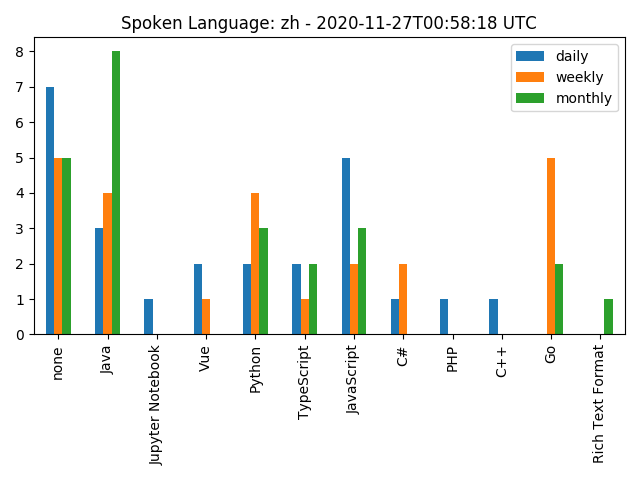 Spoken Language: zh - 2020-11-27T00:58:18 UTC
daily
weekly
monthly
8
7
6
5
4
3
2
1
0
none
Java
Jupyter Notebook
Vue
Python
TypeScript
JavaScript
C#
PHP
C++
Go
Rich Text Format